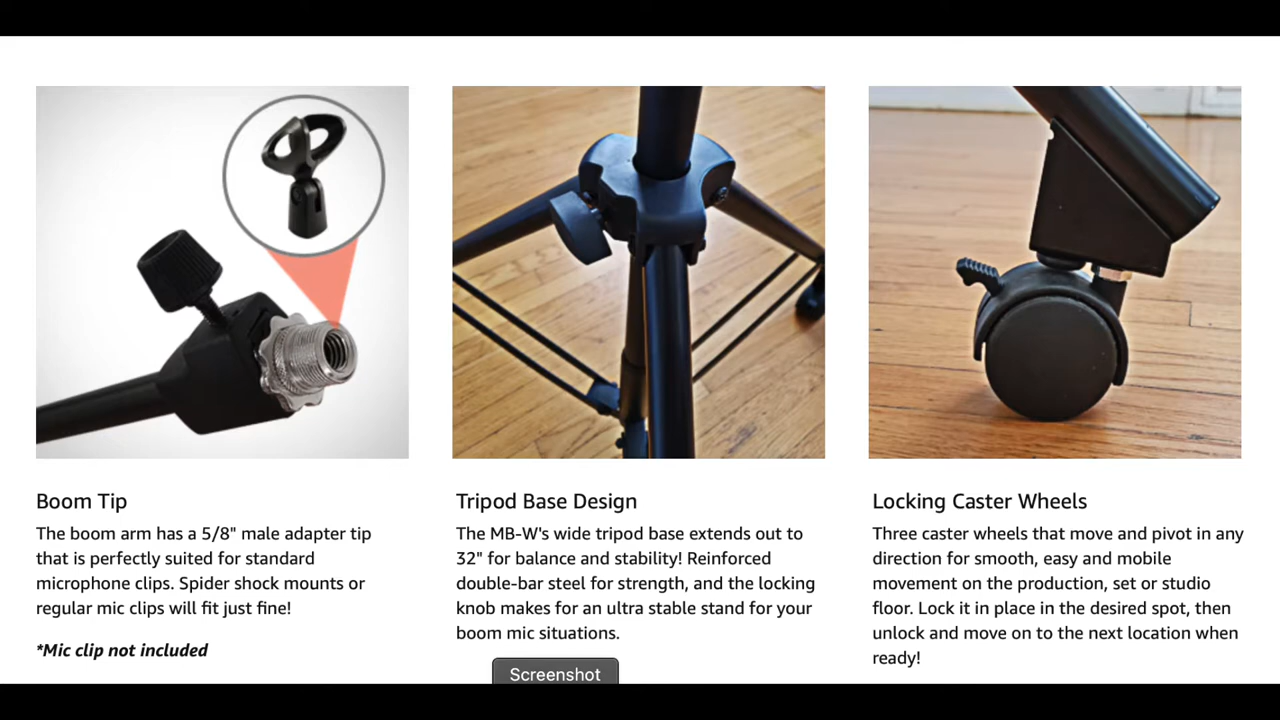 Boom Tip
The boom arm has a 5/8" male adapter tip
that is perfectly suited for standard
microphone clips. Spider shock mounts or
regular mic clips will fit just fine!
*Mic clip not included
Tripod Base Design
The MB-W's wide tripod base extends out to
32" for balance and stability! Reinforced
double-bar steel for strength, and the locking
knob makes for an ultra stable stand for your
boom mic situations.
Locking Caster Wheels
Three caster wheels that move and pivot in any
direction for smooth, easy and mobile
movement on the production, set or studio
floor. Lock it in place in the desired spot, then
unlock and move on to the next location when
ready!
Screenshot